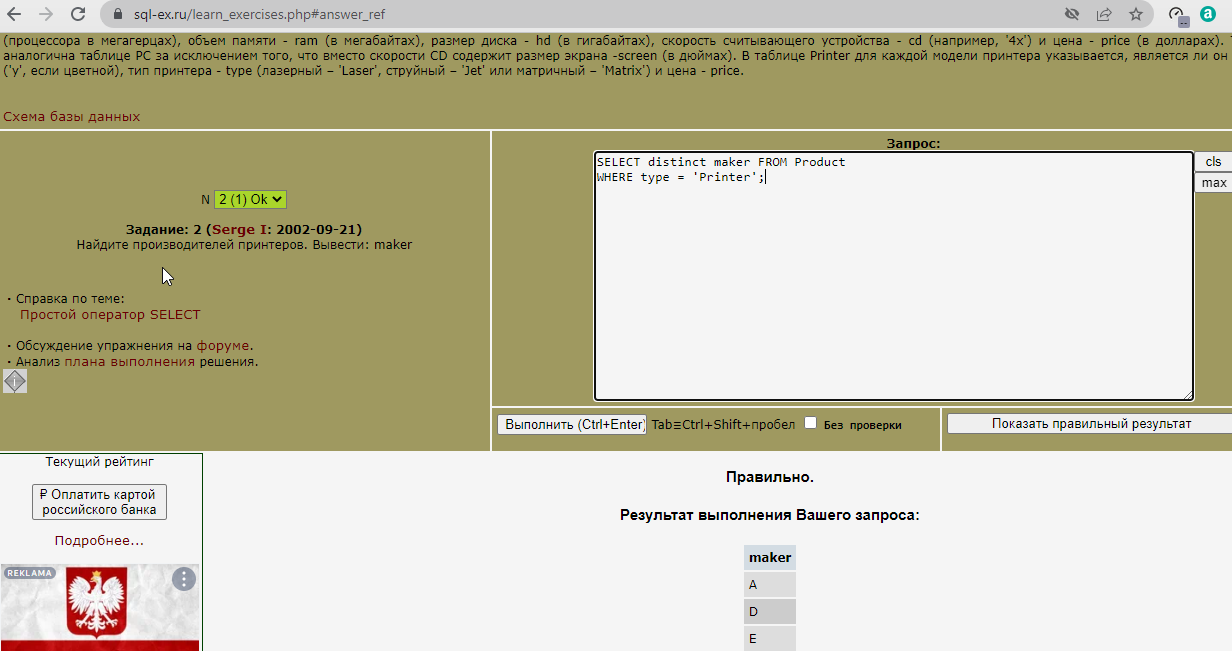 sql-ex.ru/learn_exercises.php#answer_ref
(процессора в мегагерцах), объем памяти - ram (в мегабайтах), размер диска - hd (в гигабайтах), скорость считывающего устройства - cd (например, '4x') и цена - price (в долларах).
аналогична таблице PC за исключением того, что вместо скорости CD содержит размер экрана -screen (в дюймах). В таблице Printer для каждой модели принтера указывается, является ли он
('y', если цветной), тип принтера - type (лазерный – 'Laser', струйный – 'Jet' или матричный – 'Matrix') и цена - price.
Схема базы данных
N 2 (1) Ok
Задание: 2 (Serge I: 2002-09-21)
Найдите производителей принтеров. Вывести: maker
· Справка по теме:
Простой оператор SELECT
· Обсуждение упражнения на форуме.
· Анализ плана выполнения решения.
Запрос:
SELECT distinct maker FROM Product
WHERE type = 'Printer';
cls
max
Выполнить (Ctrl+Enter) Tab≡Ctrl+Shift+пробел Без проверки
Показать правильный результат
Текущий рейтинг
₽ Оплатить картой
российского банка
Подробнее...
REKLAMA
Правильно.
Результат выполнения Вашего запроса:
maker
A
D
E